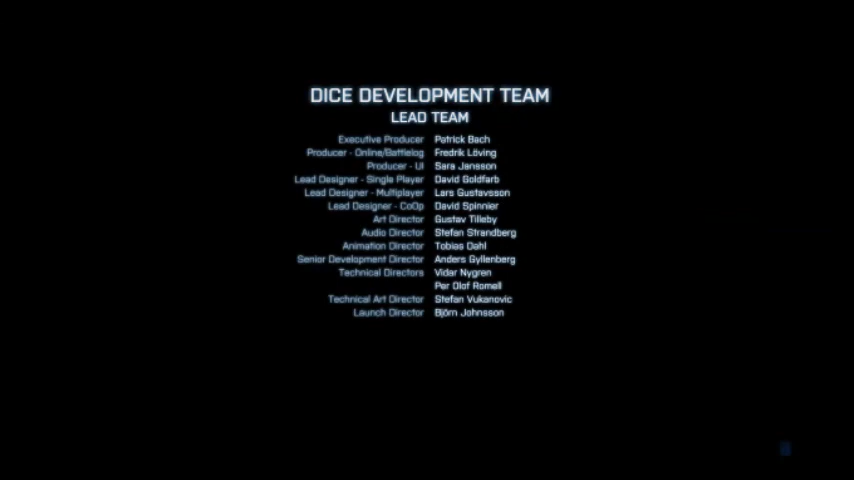 DICE DEVELOPMENT TEAM
LEAD TEAM
Executive Producer Patrick Bach
Producer - Online/Battlelog Fredrik Löving
Producer - UI Sara Jansson
Lead Designer - Single Player David Goldfarb
Lead Designer - Multiplayer Lars Gustavsson
Lead Designer - CoOp David Spinnier
Art Director Gustav Tilleby
Audio Director Stefan Strandberg
Animation Director Tobias Dahl
Senior Development Director Anders Gyllenberg
Technical Directors Vidar Nygren
Per Olof Romell
Technical Art Director Stefan Vukanovic
Launch Director Björn Johnsson